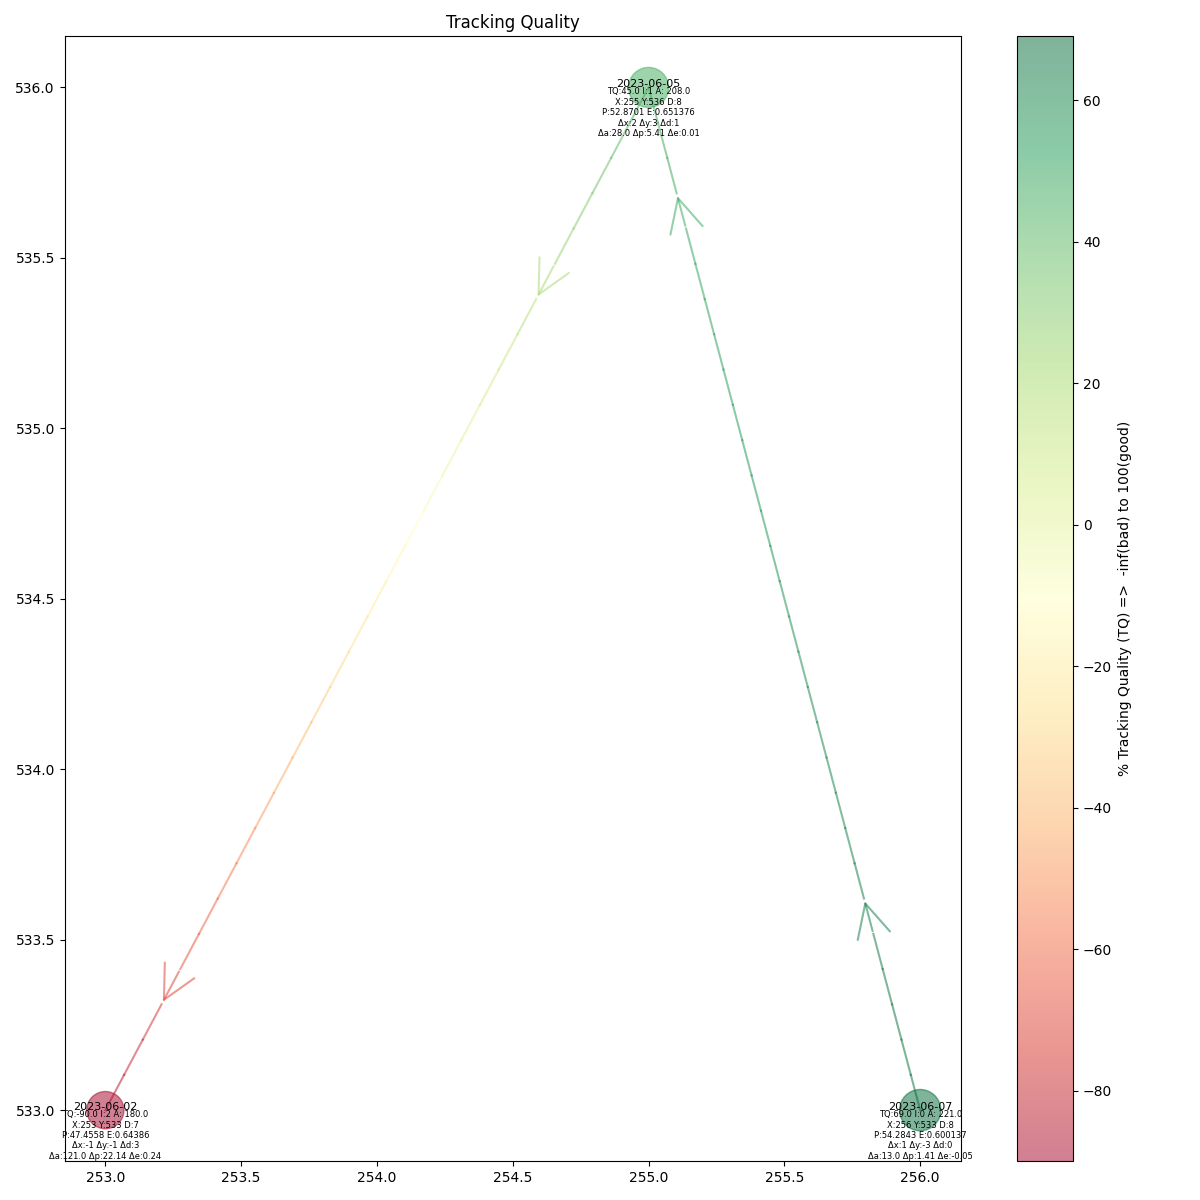 Tracking Quality
536.0
535.5
535.0
534.5
534.0
533.5
533.0
2023-06-05
TQ:45.0 I:1 A: 208.0
X:255 Y:536 D:8
P:52.8701 E:0.651376
Δx:2 Δy:3 Δd:1
Δa:28.0 Δp:5.41 Δe:0.01
2023-06-02
TQ:-90.0 I:2 A: 180.0
X:253 Y:533 D:7
P:47.4558 E:0.64386
Δx:-1 Δy:-1 Δd:3
Δa:121.0 Δp:22.14 Δe:0.24
2023-06-07
TQ:69.0 I:0 A: 221.0
X:256 Y:533 D:8
P:54.2843 E:0.600137
Δx:1 Δy:-3 Δd:0
Δa:13.0 Δp:1.41 Δe:-0.05
253.0 253.5 254.0 254.5 255.0 255.5 256.0
60
40
20
0
−20
−40
−60
−80
% Tracking Quality (TQ) => -inf(bad) to 100(good)